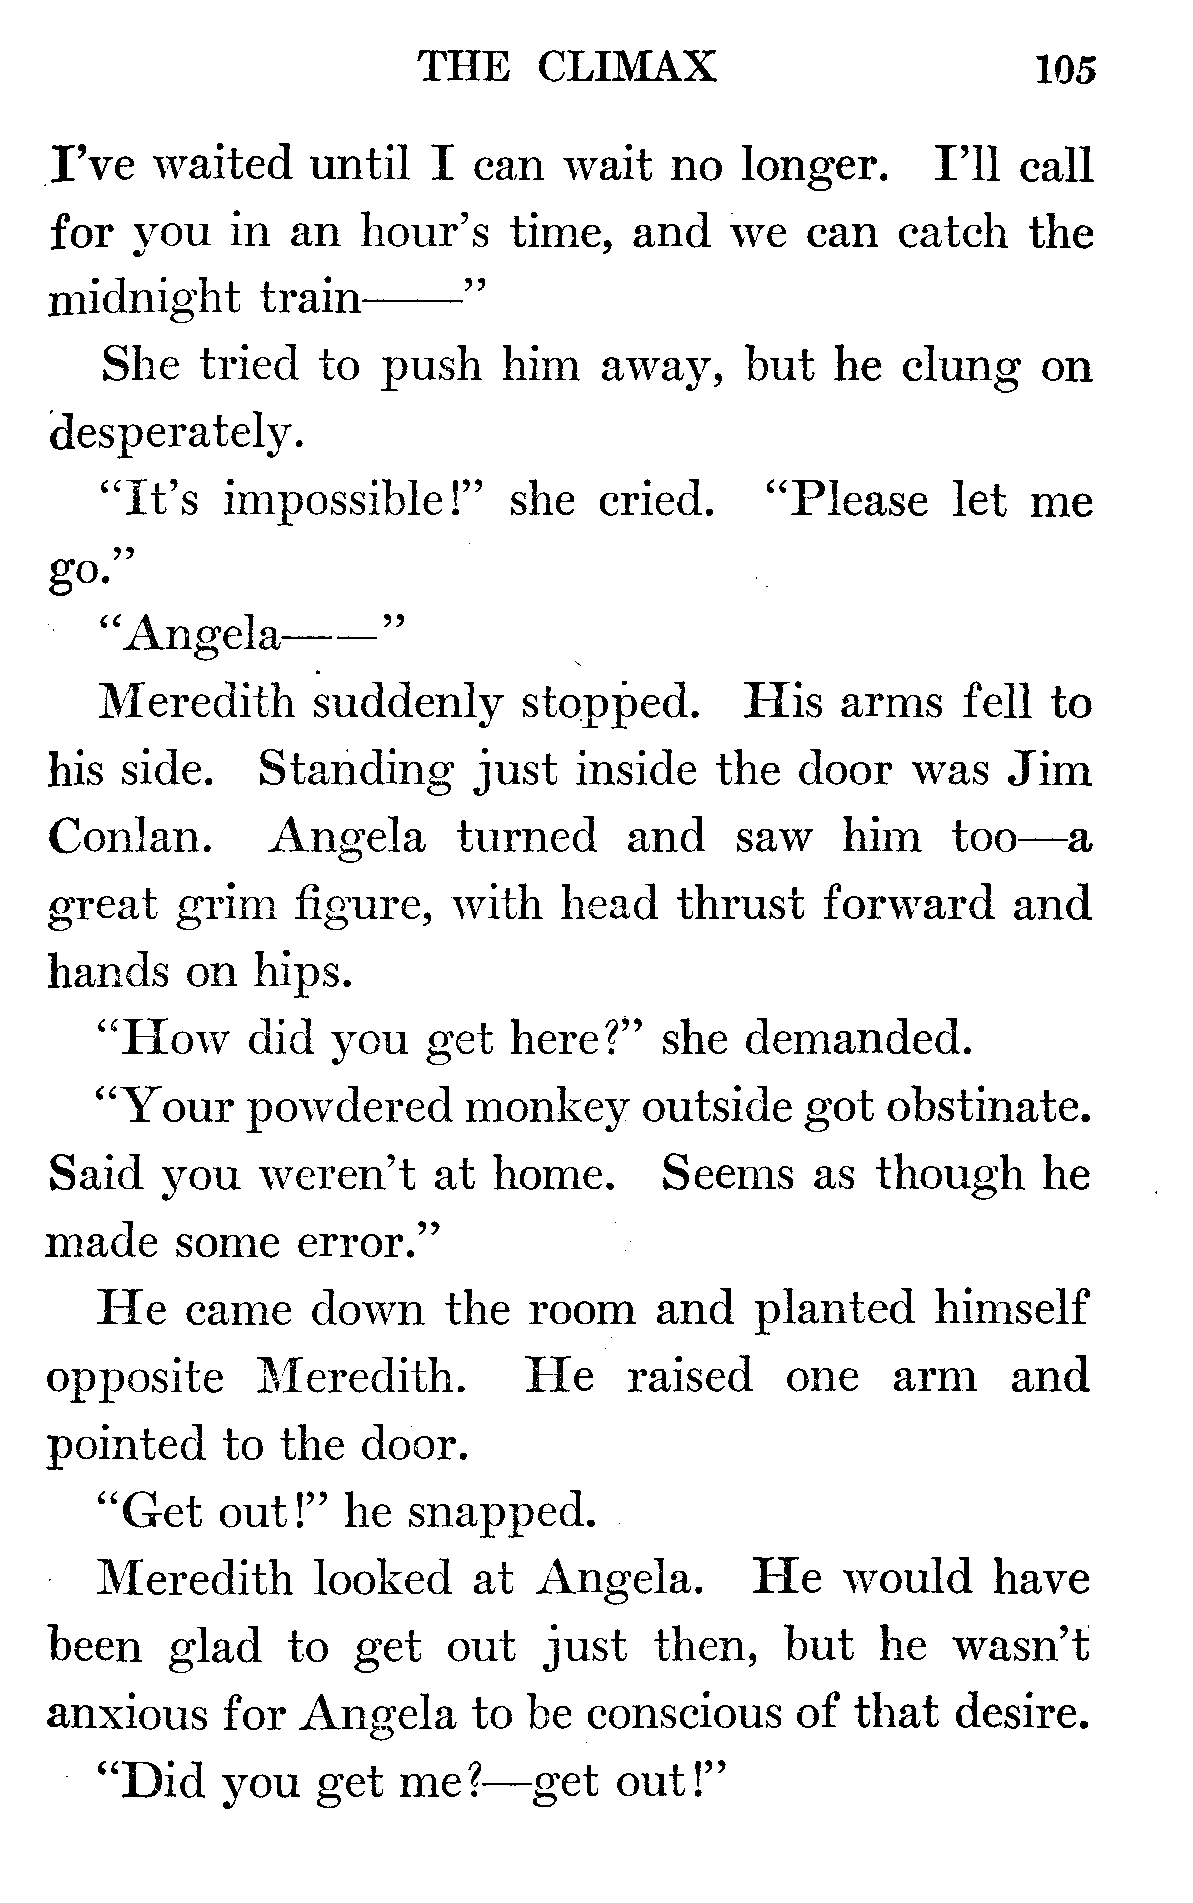 THE CLIMAX 105
I've waited until I can wait no longer. I'll call
for you in an hour's time, and we can catch the
midnight train——"
She tried to push him away, but he clung on
desperately.
"It's impossible!" she cried. "Please let me
go."
"Angela——"
Meredith suddenly stopped. His arms fell to
his side. Standing just inside the door was Jim
Conlan. Angela turned and saw him too—a
great grim figure, with head thrust forward and
hands on hips.
"How did you get here?" she demanded.
"Your powdered monkey outside got obstinate.
Said you weren't at home. Seems as though he
made some error."
He came down the room and planted himself
opposite Meredith. He raised one arm and
pointed to the door.
"Get out!" he snapped.
Meredith looked at Angela. He would have
been glad to get out just then, but he wasn't
anxious for Angela to be conscious of that desire.
"Did you get me?—get out!"